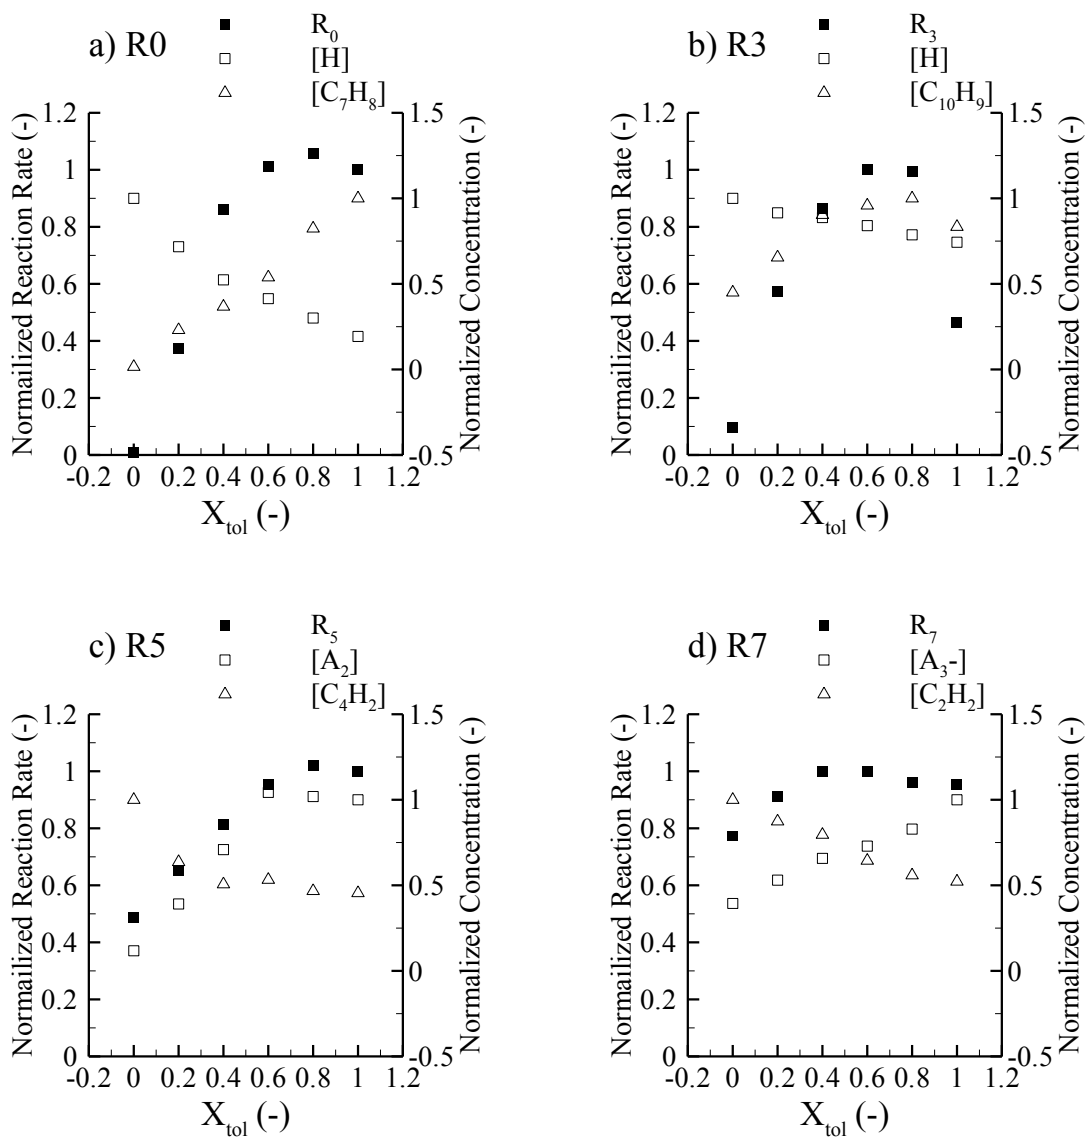 a) R0
R0
[H]
[C7H8]
Normailized Reaction Rate (-)
1.2
1
0.8
0.6
0.4
0.2
0
1.5
1
0.5
0
-0.5
Normalized Concentration (-)
-0.2 0 0.2 0.4 0.6 0.8 1 1.2
Xtol (-)
b) R3
R3
[H]
[C10H9]
Normailized Reaction Rate (-)
1.2
1
0.8
0.6
0.4
0.2
0
1.5
1
0.5
0
-0.5
Normalized Concentration (-)
-0.2 0 0.2 0.4 0.6 0.8 1 1.2
Xtol (-)
c) R5
R5
[A2]
[C4H2]
Normailized Reaction Rate (-)
1.2
1
0.8
0.6
0.4
0.2
0
1.5
1
0.5
0
-0.5
Normalized Concentration (-)
-0.2 0 0.2 0.4 0.6 0.8 1 1.2
Xtol (-)
d) R7
R7
[A3-]
[C2H2]
Normailized Reaction Rate (-)
1.2
1
0.8
0.6
0.4
0.2
0
1.5
1
0.5
0
-0.5
Normalized Concentration (-)
-0.2 0 0.2 0.4 0.6 0.8 1 1.2
Xtol (-)